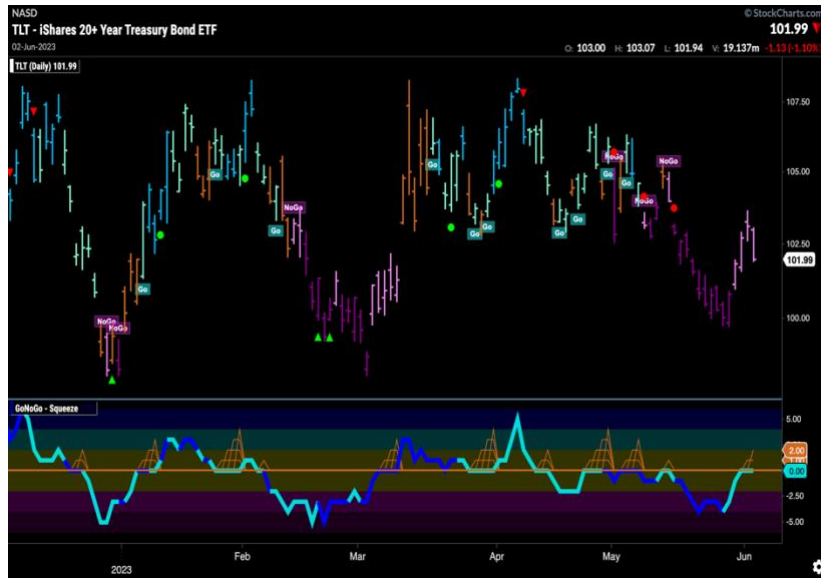 NASD
© StockCharts.com
TLT - iShares 20+ Year Treasury Bond ETF
101.99
02-Jun-2023
O: 103.00 H: 103.07 L: 101.94 V: 19.137m -1.13 (-1.10%)
TLT (Daily) 101.99
107.50
NoGo
NoGo
Go
Go
Go
105.00
Go
Go
NoGo
NoGo
Go
Go
Go
Go
Go
102.50
101.99
Go
NoGo
NoGo
100.00
GoNoGo - Squeeze
5.00
2.00
0.00
-2.50
-5.00
Feb
Mar
Apr
May
Jun
2023